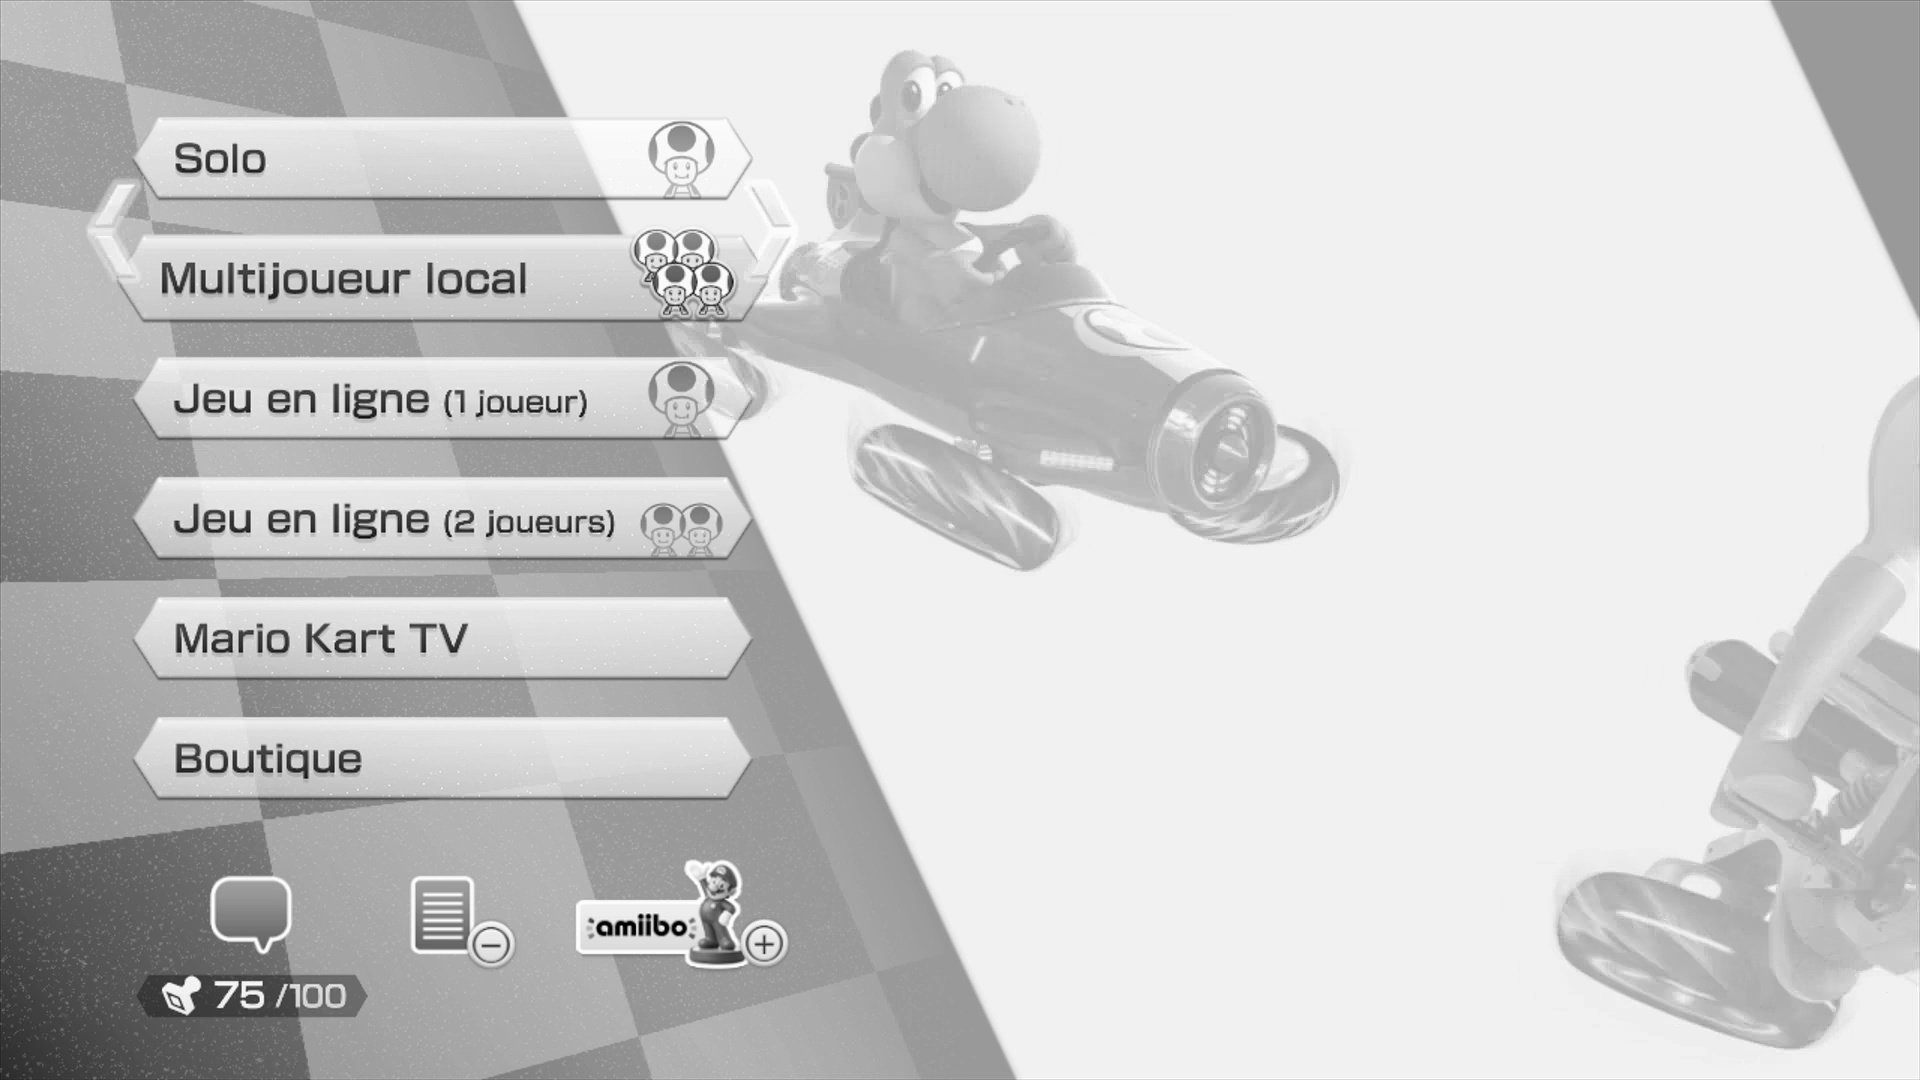 Solo
Multijoueur local
Jeu en ligne (1 joueur)
Jeu en ligne (2 joueurs)
Mario Kart TV
Boutique
amiibo
75 /100